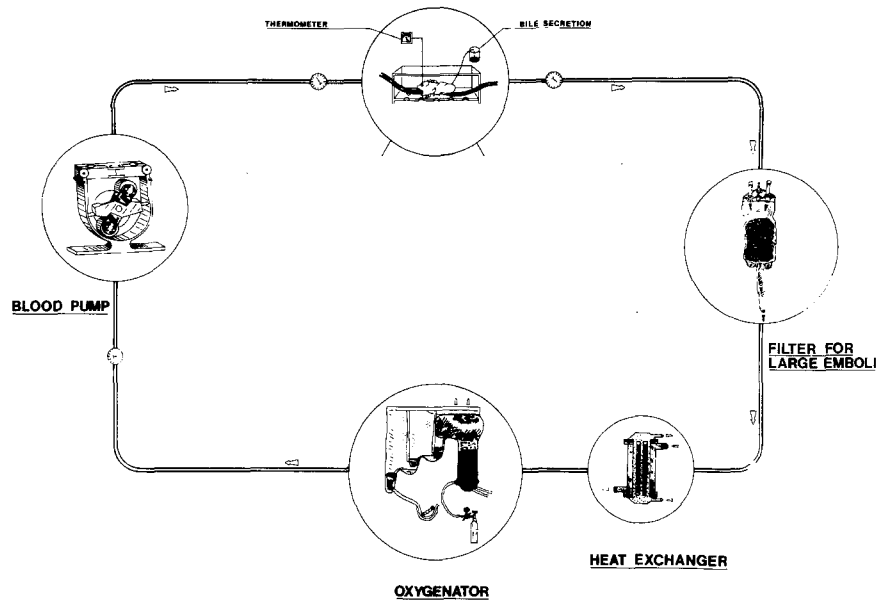 THERMOMETER
BILE SECRETION
BLOOD PUMP
FILTER FOR
LARGE EMBOLI
HEAT EXCHANGER
OXYGENATOR